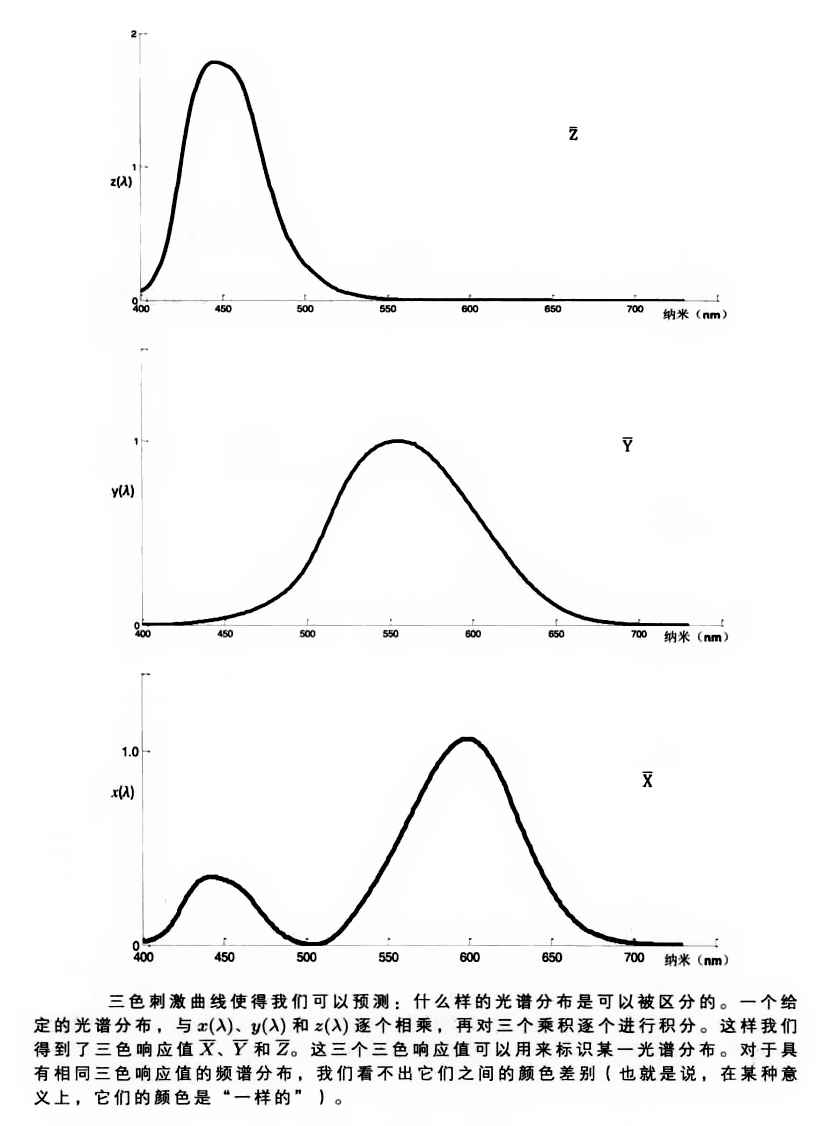 2
Z̅
1
z(λ)
0
400 450 500 550 600 650 700 纳米（nm）
1
Y̅
y(λ)
0
400 450 500 550 600 650 700 纳米（nm）
1.0
X̅
x(λ)
0
400 450 500 550 600 650 700 纳米（nm）
三色刺激曲线使得我们可以预测；什么样的光谱分布是可以被区分的。一个给
定的光谱分布，与 x(λ)、y(λ) 和 z(λ) 逐个相乘，再对三个乘积逐个进行积分。这样我们
得到了三色响应值 X̅、Y̅ 和 Z̅。这三个三色响应值可以用来标识某一光谱分布。对于具
有相同三色响应值的频谱分布，我们看不出它们之间的颜色差别（也就是说，在某种意
义上，它们的颜色是“一样的”）。